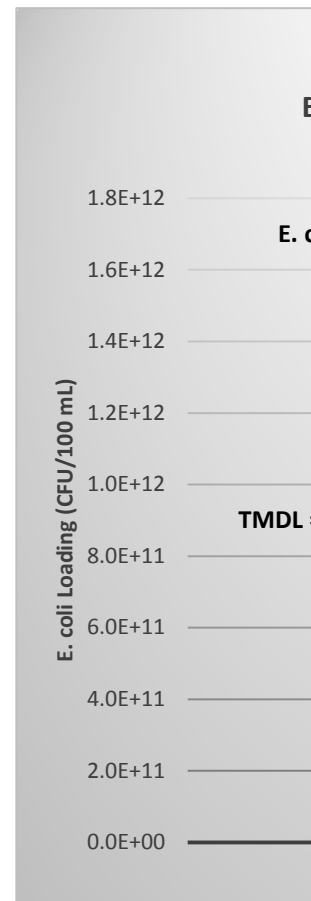 E
1.8E+12
E. c
1.6E+12
1.4E+12
1.2E+12
1.0E+12
TMDL =
8.0E+11
6.0E+11
4.0E+11
2.0E+11
0.0E+00
E. coli Loading (CFU/100 mL)